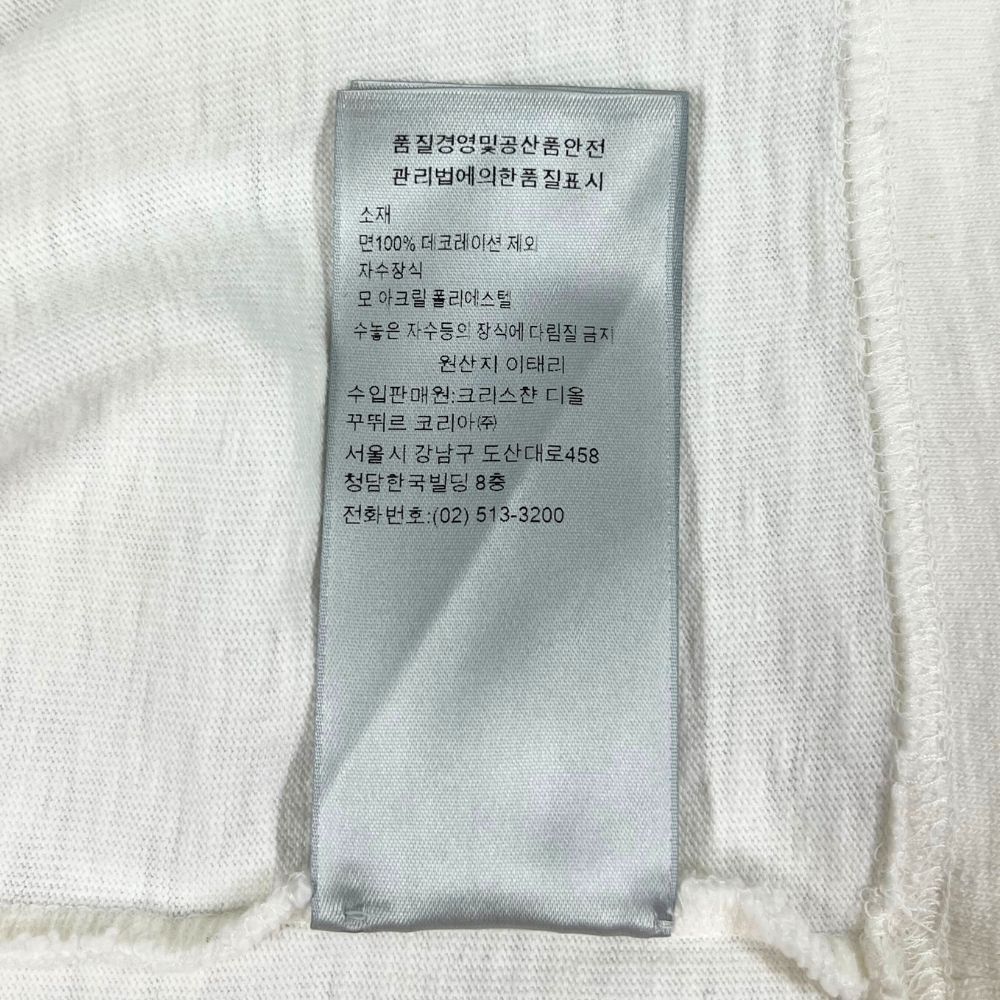 품질경영및공산품안전
관리법에의한품질표시
소재
면100% 데코레이션 제외
자수장식
모 아크릴 폴리에스텔
수놓은 자수등의 장식에 다림질 금지
원산지 이태리
수입판매원:크리스챤 디올
꾸뛰르 코리아㈜
서울시 강남구 도산대로458
청담한국빌딩 8층
전화번호:(02) 513-3200